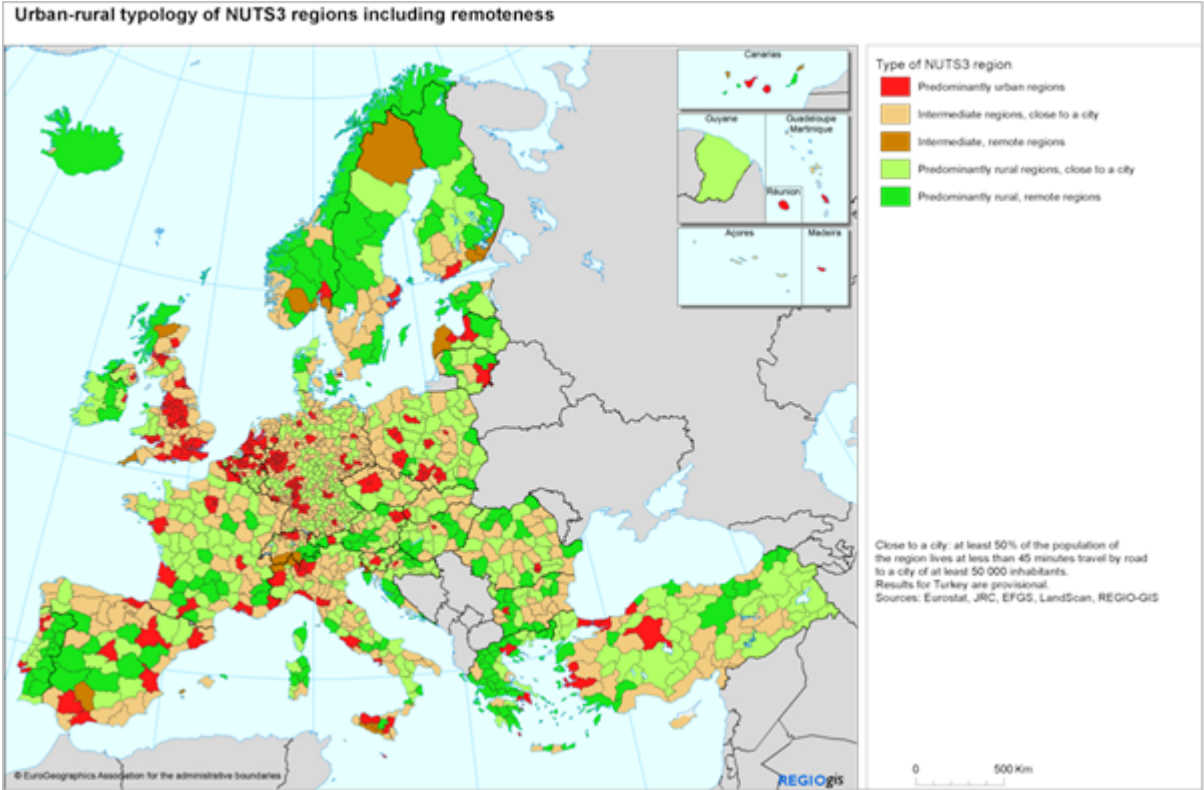 Urban-rural typology of NUTS3 regions including remoteness
Canarias
Guyane
Guadeloupe
Martinique
Réunion
Açores
Madeira
Type of NUTS3 region
Predominantly urban regions
Intermediate regions, close to a city
Intermediate, remote regions
Predominantly rural regions, close to a city
Predominantly rural, remote regions
Close to a city: at least 50% of the population of
the region lives at less than 45 minutes travel by road
to a city of at least 50 000 inhabitants.
Results for Turkey are provisional.
Sources: Eurostat, JRC, EFGS, LandScan, REGIO-GIS
© EuroGeographics Association for the administrative boundaries
REGIOgis
0 500 Km